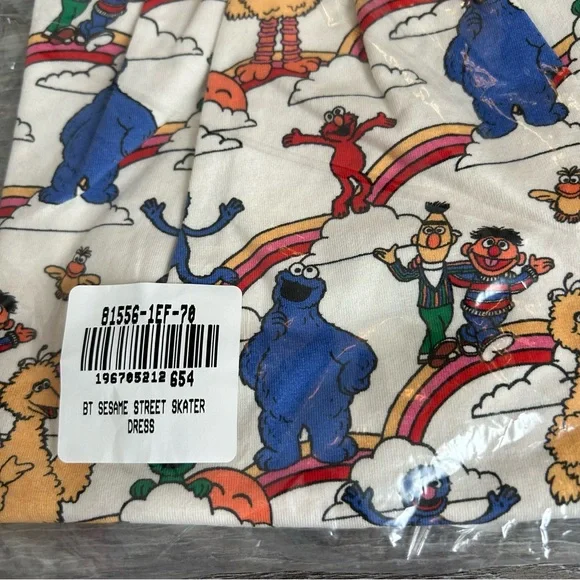 81556-1EF-70
196705212 654
BT SESAME STREET SKATER
DRESS